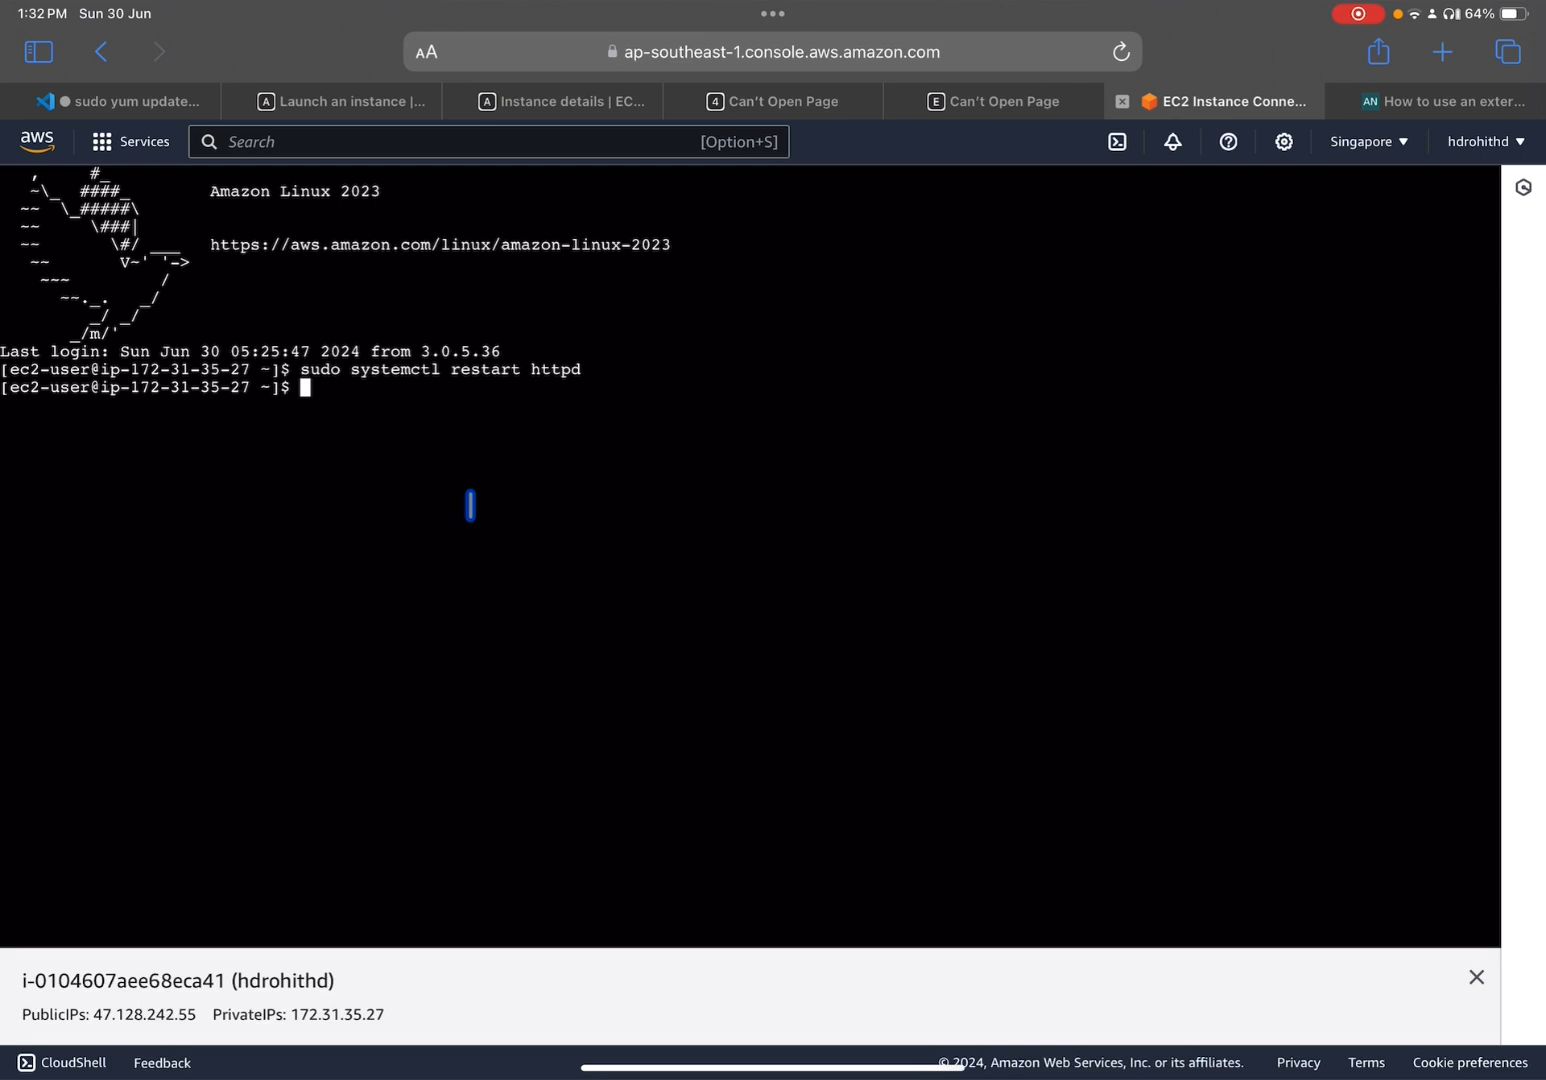 1:32 PM Sun 30 Jun
64%
AA
ap-southeast-1.console.aws.amazon.com
sudo yum update...
A Launch an instance |...
A Instance details | EC...
4 Can't Open Page
E Can't Open Page
EC2 Instance Conne...
AN How to use an exter...
aws
Services
Search
[Option+S]
Singapore ▼
hdrohithd ▼
   ,     #_
   ~\_  ####_        Amazon Linux 2023
  ~~  \_#####\
  ~~     \###|
  ~~       \#/ ___   https://aws.amazon.com/linux/amazon-linux-2023
   ~~       V~' '->
    ~~~         /
      ~~._.   _/
         _/ _/
       _/m/'
Last login: Sun Jun 30 05:25:47 2024 from 3.0.5.36
[ec2-user@ip-172-31-35-27 ~]$ sudo systemctl restart httpd
[ec2-user@ip-172-31-35-27 ~]$
i-0104607aee68eca41 (hdrohithd)
PublicIPs: 47.128.242.55 PrivateIPs: 172.31.35.27
CloudShell
Feedback
© 2024, Amazon Web Services, Inc. or its affiliates.
Privacy
Terms
Cookie preferences